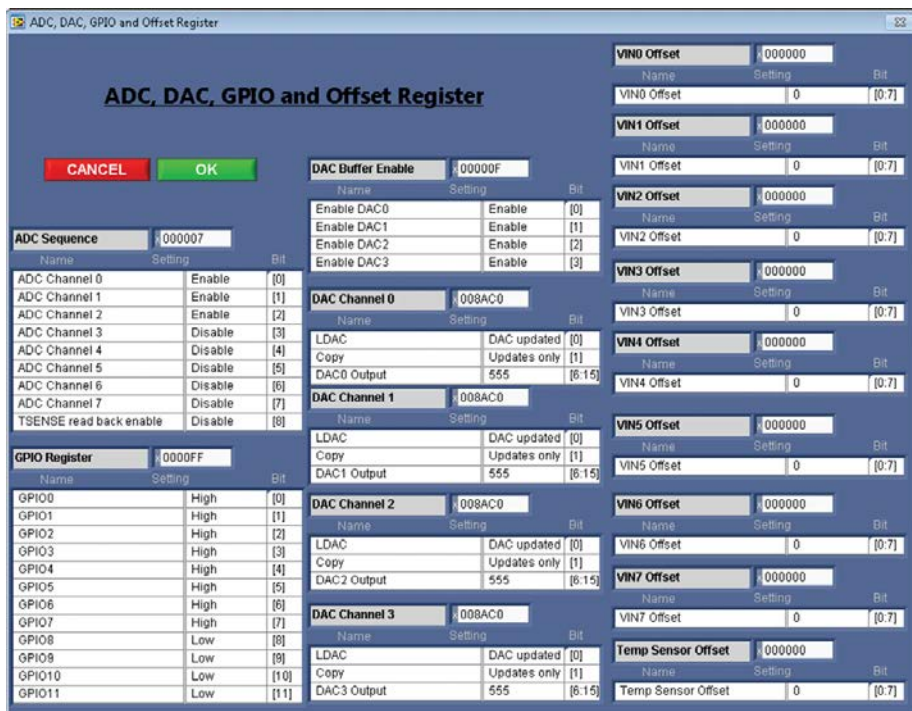 ADC, DAC, GPIO and Offset Register
ADC, DAC, GPIO and Offset Register
CANCEL OK
ADC Sequence x 000007
Name Setting Bit
ADC Channel 0 Enable [0]
ADC Channel 1 Enable [1]
ADC Channel 2 Enable [2]
ADC Channel 3 Disable [3]
ADC Channel 4 Disable [4]
ADC Channel 5 Disable [5]
ADC Channel 6 Disable [6]
ADC Channel 7 Disable [7]
TSENSE read back enable Disable [8]
GPIO Register x 0000FF
Name Setting Bit
GPIO0 High [0]
GPIO1 High [1]
GPIO2 High [2]
GPIO3 High [3]
GPIO4 High [4]
GPIO5 High [5]
GPIO6 High [6]
GPIO7 High [7]
GPIO8 Low [8]
GPIO9 Low [9]
GPIO10 Low [10]
GPIO11 Low [11]
DAC Buffer Enable x 00000F
Name Setting Bit
Enable DAC0 Enable [0]
Enable DAC1 Enable [1]
Enable DAC2 Enable [2]
Enable DAC3 Enable [3]
DAC Channel 0 x 008AC0
Name Setting Bit
LDAC DAC updated [0]
Copy Updates only [1]
DAC0 Output 555 [6:15]
DAC Channel 1 x 008AC0
Name Setting Bit
LDAC DAC updated [0]
Copy Updates only [1]
DAC1 Output 555 [6:15]
DAC Channel 2 x 008AC0
Name Setting Bit
LDAC DAC updated [0]
Copy Updates only [1]
DAC2 Output 555 [6:15]
DAC Channel 3 x 008AC0
Name Setting Bit
LDAC DAC updated [0]
Copy Updates only [1]
DAC3 Output 555 [6:15]
VIN0 Offset x 000000
Name Setting Bit
VIN0 Offset 0 [0:7]
VIN1 Offset x 000000
Name Setting Bit
VIN1 Offset 0 [0:7]
VIN2 Offset x 000000
Name Setting Bit
VIN2 Offset 0 [0:7]
VIN3 Offset x 000000
Name Setting Bit
VIN3 Offset 0 [0:7]
VIN4 Offset x 000000
Name Setting Bit
VIN4 Offset 0 [0:7]
VIN5 Offset x 000000
Name Setting Bit
VIN5 Offset 0 [0:7]
VIN6 Offset x 000000
Name Setting Bit
VIN6 Offset 0 [0:7]
VIN7 Offset x 000000
Name Setting Bit
VIN7 Offset 0 [0:7]
Temp Sensor Offset x 000000
Name Setting Bit
Temp Sensor Offset 0 [0:7]